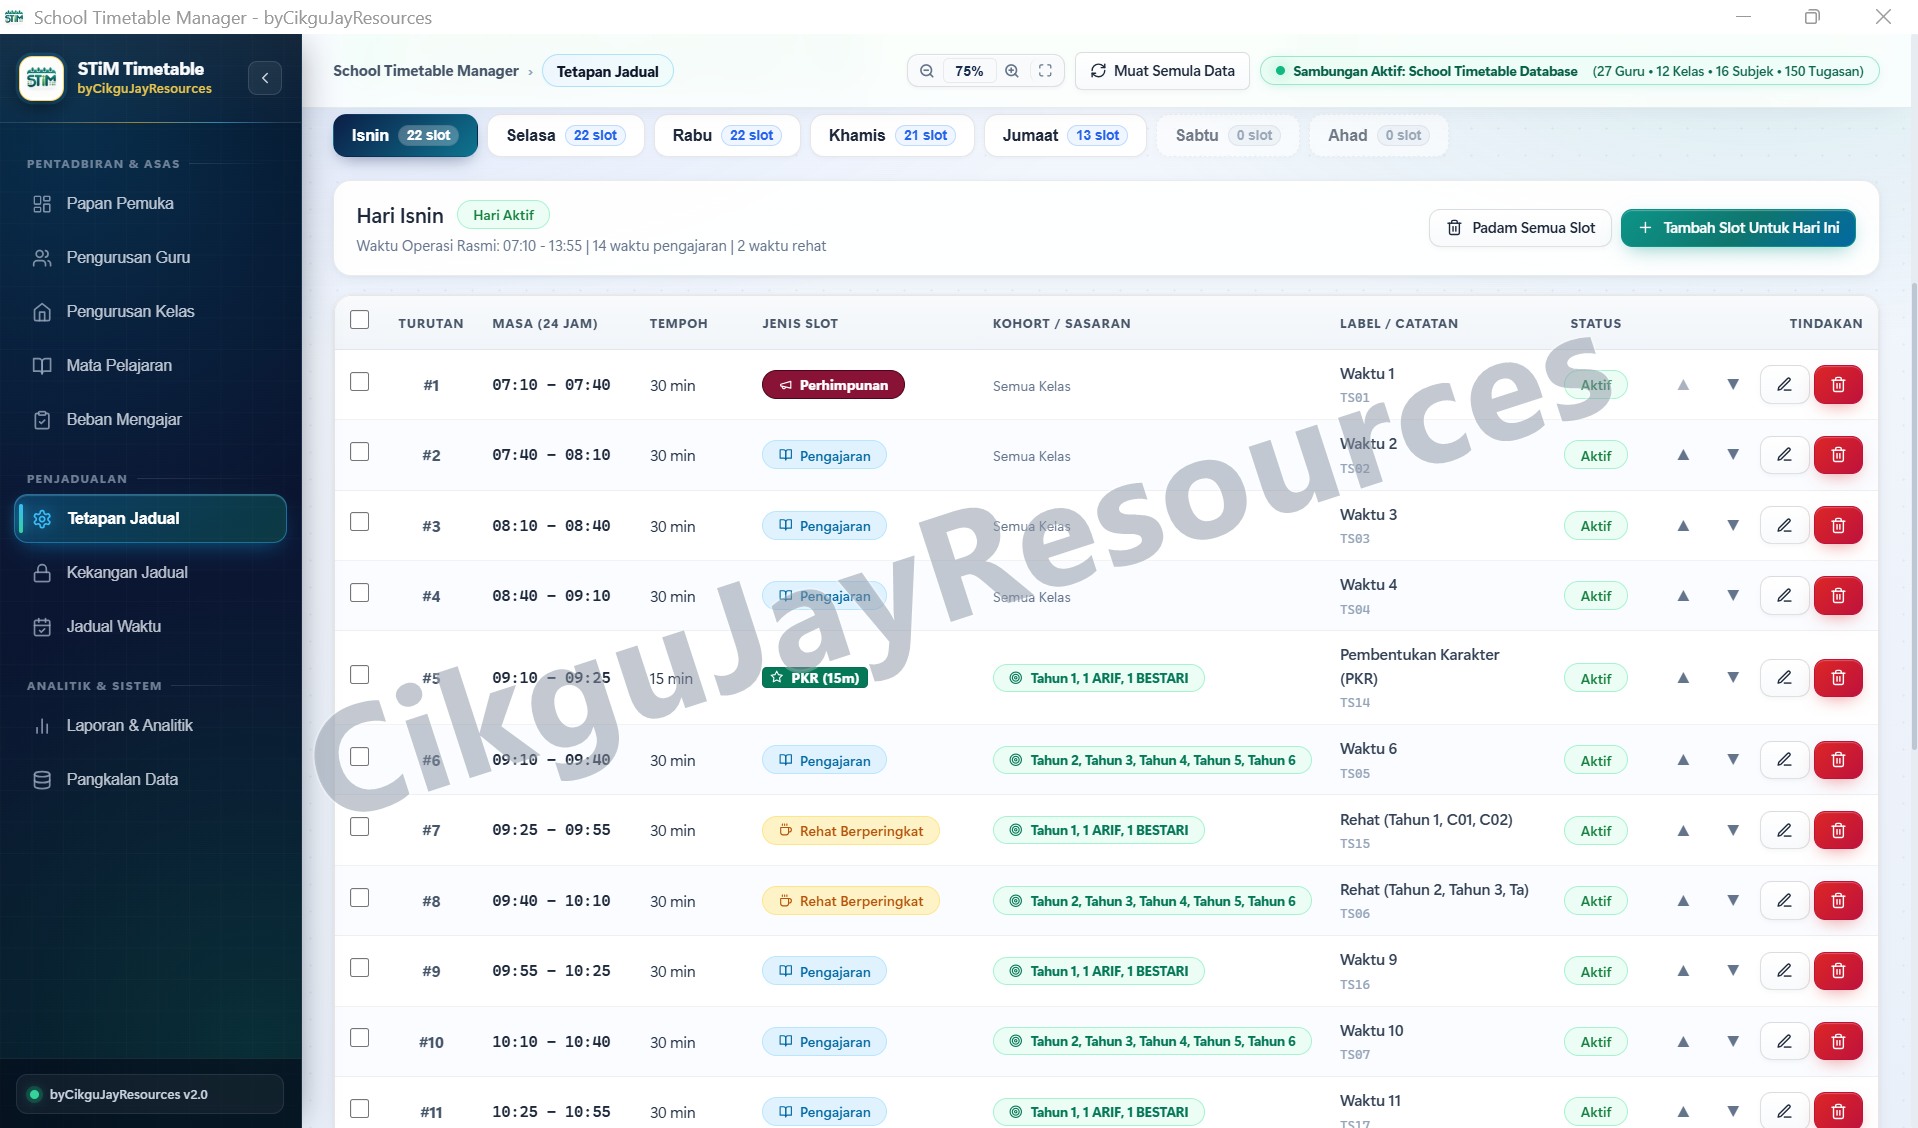 School Timetable Manager - byCikguJayResources
STiM
STiM Timetable
byCikguJayResources
PENTADBIRAN & ASAS
Papan Pemuka
Pengurusan Guru
Pengurusan Kelas
Mata Pelajaran
Beban Mengajar
PENJADUALAN
Tetapan Jadual
Kekangan Jadual
Jadual Waktu
ANALITIK & SISTEM
Laporan & Analitik
Pangkalan Data
byCikguJayResources v2.0
School Timetable Manager › Tetapan Jadual
75%
Muat Semula Data
Sambungan Aktif: School Timetable Database (27 Guru • 12 Kelas • 16 Subjek • 150 Tugasan)
Isnin 22 slot
Selasa 22 slot
Rabu 22 slot
Khamis 21 slot
Jumaat 13 slot
Sabtu 0 slot
Ahad 0 slot
Hari Isnin Hari Aktif
Waktu Operasi Rasmi: 07:10 - 13:55 | 14 waktu pengajaran | 2 waktu rehat
Padam Semua Slot
+ Tambah Slot Untuk Hari Ini
TURUTAN MASA (24 JAM) TEMPOH JENIS SLOT KOHORT / SASARAN LABEL / CATATAN STATUS TINDAKAN
#1 07:10 – 07:40 30 min Perhimpunan Semua Kelas Waktu 1 Aktif
TS01
#2 07:40 – 08:10 30 min Pengajaran Semua Kelas Waktu 2 Aktif
TS02
#3 08:10 – 08:40 30 min Pengajaran Semua Kelas Waktu 3 Aktif
TS03
#4 08:40 – 09:10 30 min Pengajaran Semua Kelas Waktu 4 Aktif
TS04
#5 09:10 – 09:25 15 min PKR (15m) Tahun 1, 1 ARIF, 1 BESTARI Pembentukan Karakter Aktif
(PKR)
TS14
#6 09:10 – 09:40 30 min Pengajaran Tahun 2, Tahun 3, Tahun 4, Tahun 5, Tahun 6 Waktu 6 Aktif
TS05
#7 09:25 – 09:55 30 min Rehat Berperingkat Tahun 1, 1 ARIF, 1 BESTARI Rehat (Tahun 1, C01, C02) Aktif
TS15
#8 09:40 – 10:10 30 min Rehat Berperingkat Tahun 2, Tahun 3, Tahun 4, Tahun 5, Tahun 6 Rehat (Tahun 2, Tahun 3, Ta) Aktif
TS06
#9 09:55 – 10:25 30 min Pengajaran Tahun 1, 1 ARIF, 1 BESTARI Waktu 9 Aktif
TS16
#10 10:10 – 10:40 30 min Pengajaran Tahun 2, Tahun 3, Tahun 4, Tahun 5, Tahun 6 Waktu 10 Aktif
TS07
#11 10:25 – 10:55 30 min Pengajaran Tahun 1, 1 ARIF, 1 BESTARI Waktu 11 Aktif
TS17
CikguJayResources